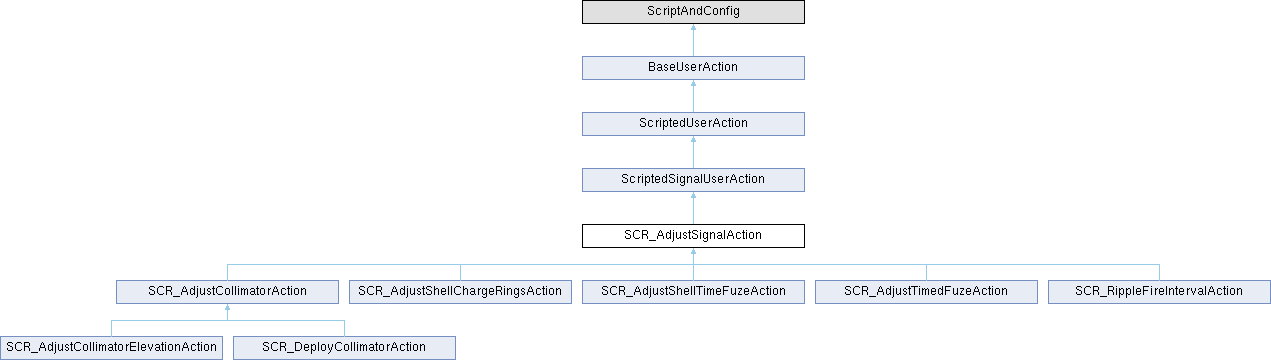 ScriptAndConfig
BaseUserAction
ScriptedUserAction
ScriptedSignalUserAction
SCR_AdjustSignalAction
SCR_AdjustCollimatorAction
SCR_AdjustShellChargeRingsAction
SCR_AdjustShellTimeFuzeAction
SCR_AdjustTimedFuzeAction
SCR_RippleFireIntervalAction
SCR_AdjustCollimatorElevationAction
SCR_DeployCollimatorAction